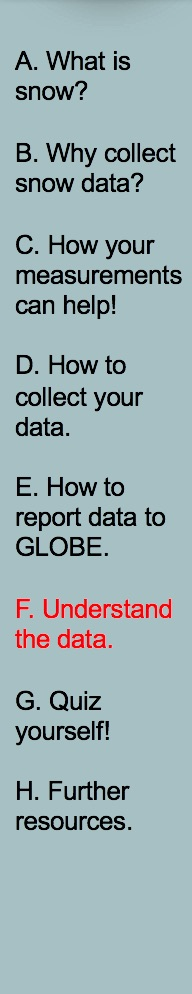 A. What is
snow?
B. Why collect
snow data?
C. How your
measurements
can help!
D. How to
collect your
data.
E. How to
report data to
GLOBE.
F. Understand
the data.
G. Quiz
yourself!
H. Further
resources.